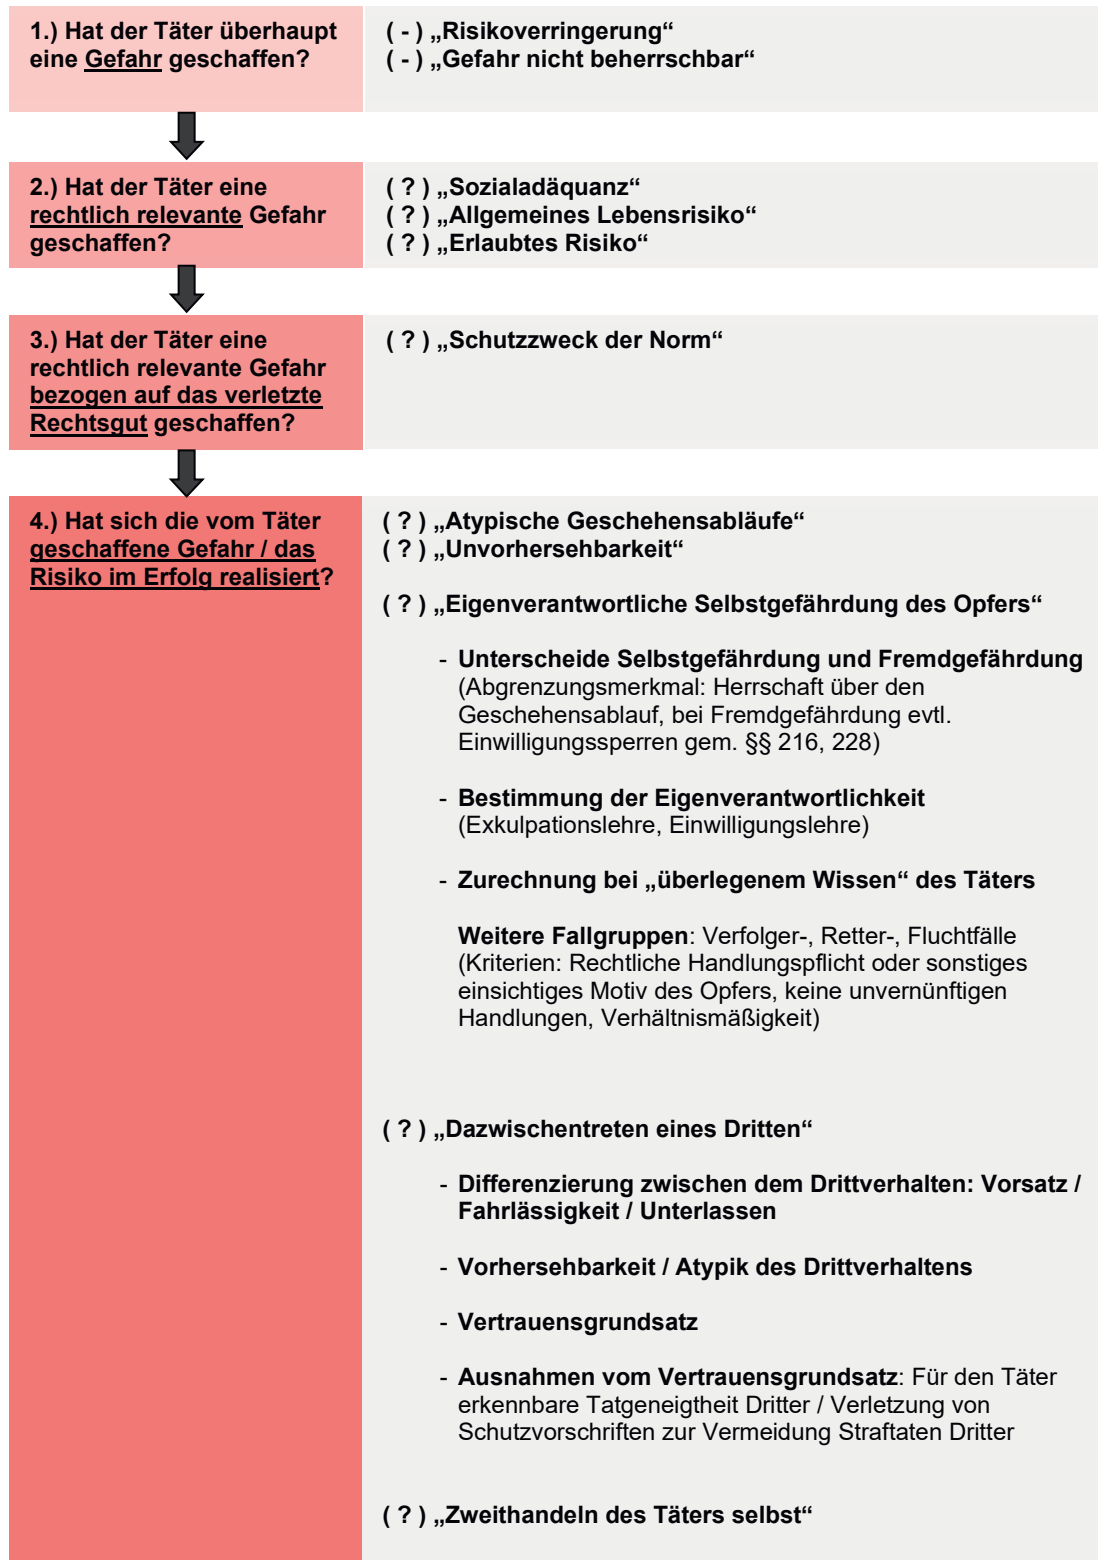 1.) Hat der Täter überhaupt
eine Gefahr geschaffen?
( - ) „Risikoverringerung“
( - ) „Gefahr nicht beherrschbar“
2.) Hat der Täter eine
rechtlich relevante Gefahr
geschaffen?
( ? ) „Sozialadäquanz“
( ? ) „Allgemeines Lebensrisiko“
( ? ) „Erlaubtes Risiko“
3.) Hat der Täter eine
rechtlich relevante Gefahr
bezogen auf das verletzte
Rechtsgut geschaffen?
( ? ) „Schutzzweck der Norm“
4.) Hat sich die vom Täter
geschaffene Gefahr / das
Risiko im Erfolg realisiert?
( ? ) „Atypische Geschehensabläufe“
( ? ) „Unvorhersehbarkeit“
( ? ) „Eigenverantwortliche Selbstgefährdung des Opfers“
- Unterscheide Selbstgefährdung und Fremdgefährdung
(Abgrenzungsmerkmal: Herrschaft über den
Geschehensablauf, bei Fremdgefährdung evtl.
Einwilligungssperren gem. §§ 216, 228)
- Bestimmung der Eigenverantwortlichkeit
(Exkulpationslehre, Einwilligungslehre)
- Zurechnung bei „überlegenem Wissen“ des Täters
Weitere Fallgruppen: Verfolger-, Retter-, Fluchtfälle
(Kriterien: Rechtliche Handlungspflicht oder sonstiges
einsichtiges Motiv des Opfers, keine unvernünftigen
Handlungen, Verhältnismäßigkeit)
( ? ) „Dazwischentreten eines Dritten“
- Differenzierung zwischen dem Drittverhalten: Vorsatz /
Fahrlässigkeit / Unterlassen
- Vorhersehbarkeit / Atypik des Drittverhaltens
- Vertrauensgrundsatz
- Ausnahmen vom Vertrauensgrundsatz: Für den Täter
erkennbare Tatgeneigtheit Dritter / Verletzung von
Schutzvorschriften zur Vermeidung Straftaten Dritter
( ? ) „Zweithandeln des Täters selbst“